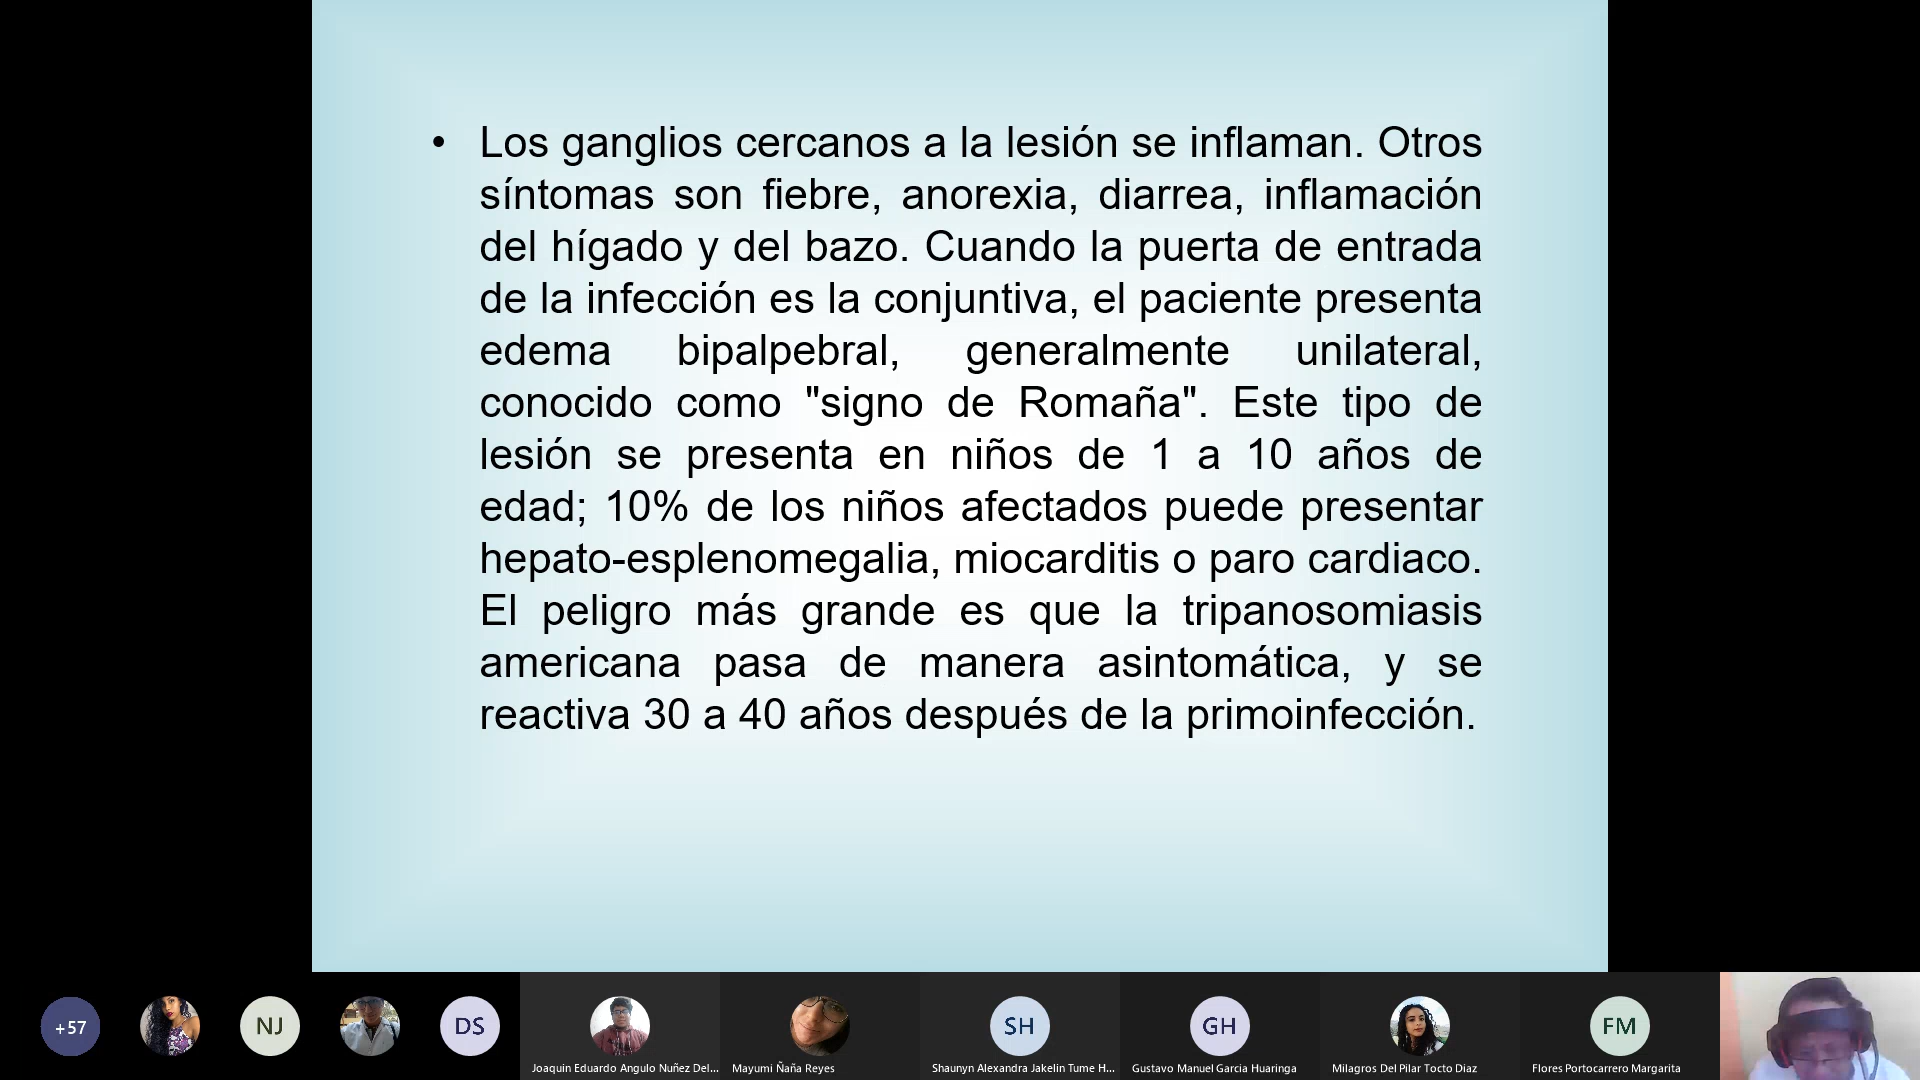 • Los ganglios cercanos a la lesión se inflaman. Otros
síntomas son fiebre, anorexia, diarrea, inflamación
del hígado y del bazo. Cuando la puerta de entrada
de la infección es la conjuntiva, el paciente presenta
edema bipalpebral, generalmente unilateral,
conocido como "signo de Romaña". Este tipo de
lesión se presenta en niños de 1 a 10 años de
edad; 10% de los niños afectados puede presentar
hepato-esplenomegalia, miocarditis o paro cardiaco.
El peligro más grande es que la tripanosomiasis
americana pasa de manera asintomática, y se
reactiva 30 a 40 años después de la primoinfección.
+57
NJ
DS
SH
GH
FM
Joaquin Eduardo Angulo Nuñez Del...
Mayumi Ñaña Reyes
Shaunyn Alexandra Jakelin Tume H...
Gustavo Manuel Garcia Huaringa
Milagros Del Pilar Tocto Diaz
Flores Portocarrero Margarita